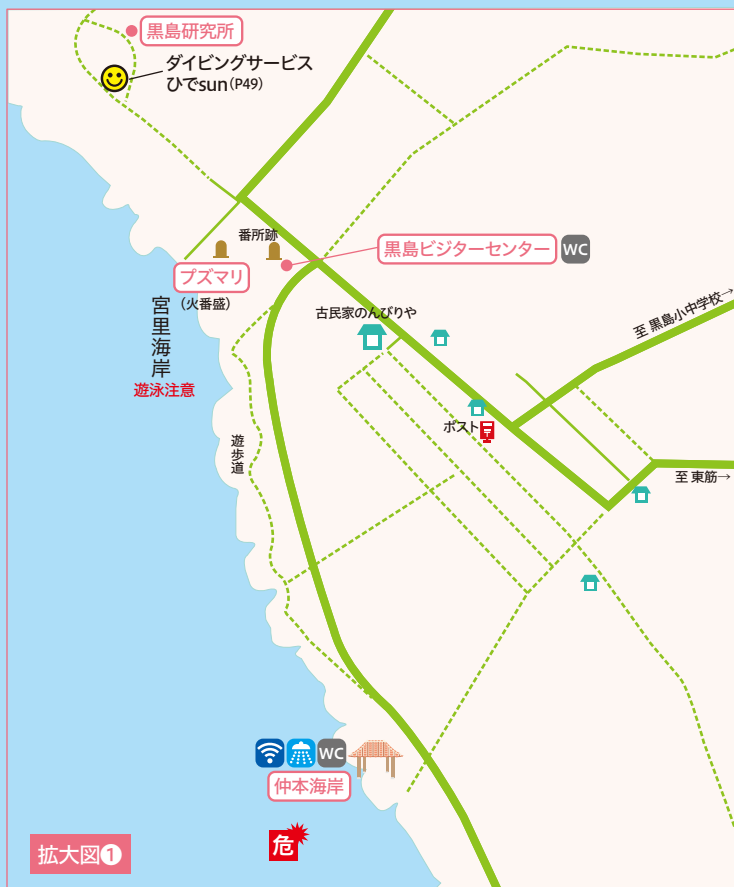 黒島研究所
ダイビングサービス
ひでsun(P49)
番所跡
黒島ビジターセンター
WC
プズマリ
(火番盛)
宮里海岸
遊泳注意
古民家のんびりや
至 黒島小中学校→
ポスト
至 東筋→
遊歩道
WC
仲本海岸
危
拡大図❶